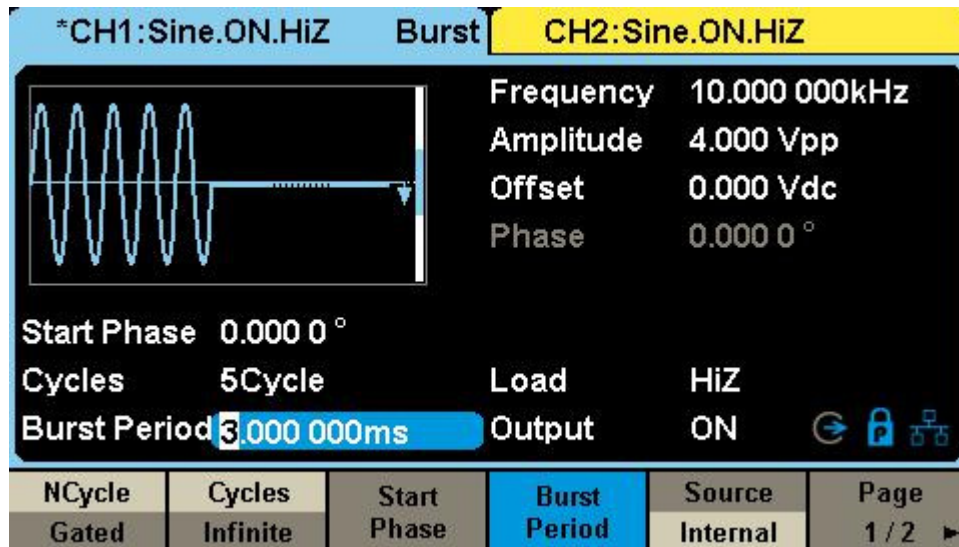 *CH1:Sine.ON.HiZ Burst CH2:Sine.ON.HiZ
Frequency 10.000 000kHz
Amplitude 4.000 Vpp
Offset 0.000 Vdc
Phase 0.000 0 °
Start Phase 0.000 0 °
Cycles 5Cycle Load HiZ
Burst Period 3.000 000ms Output ON P
NCycle Cycles Start Burst Source Page
Gated Infinite Phase Period Internal 1 / 2 ►